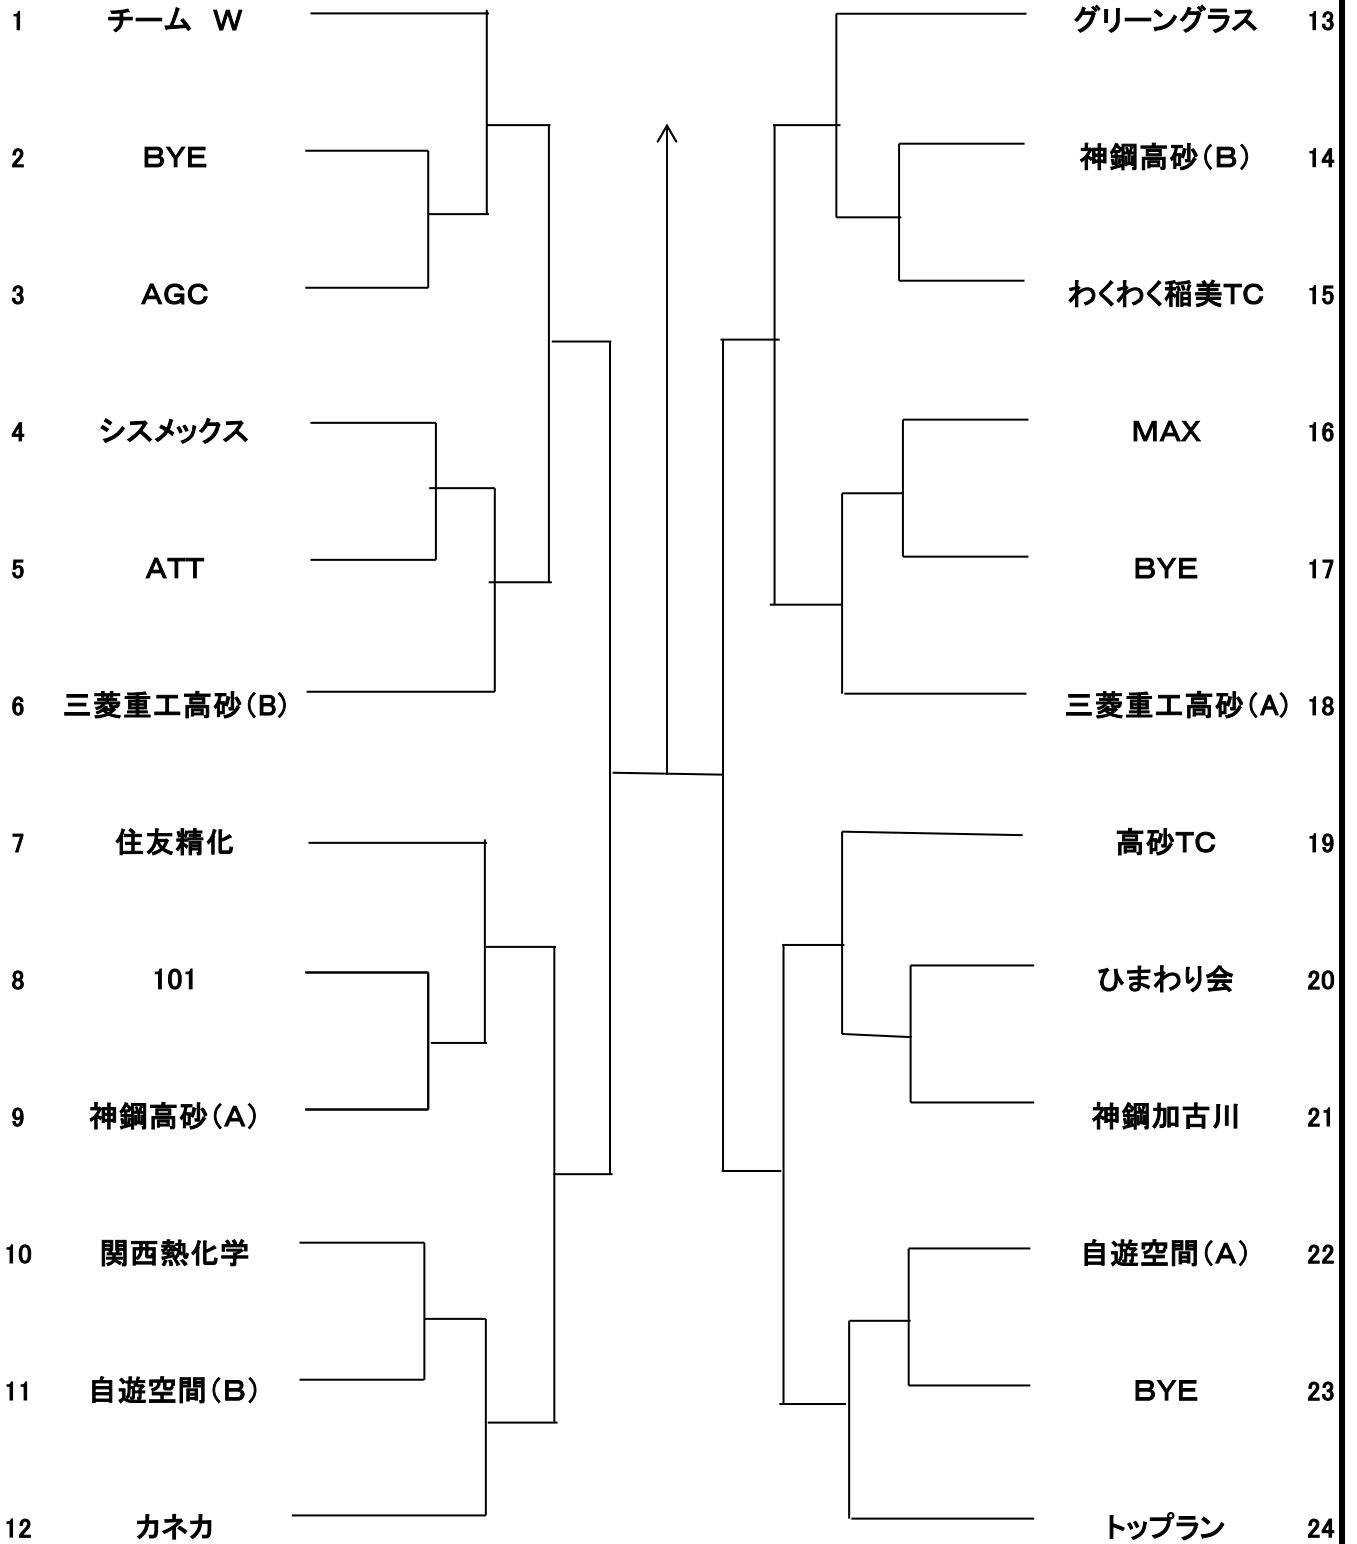 1 チーム W
2 BYE
3 AGC
4 シスメックス
5 ATT
6 三菱重工高砂(B)
7 住友精化
8 101
9 神鋼高砂(A)
10 関西熱化学
11 自遊空間(B)
12 カネカ
グリーングラス 13
神鋼高砂(B) 14
わくわく稲美TC 15
MAX 16
BYE 17
三菱重工高砂(A) 18
高砂TC 19
ひまわり会 20
神鋼加古川 21
自遊空間(A) 22
BYE 23
トップラン 24